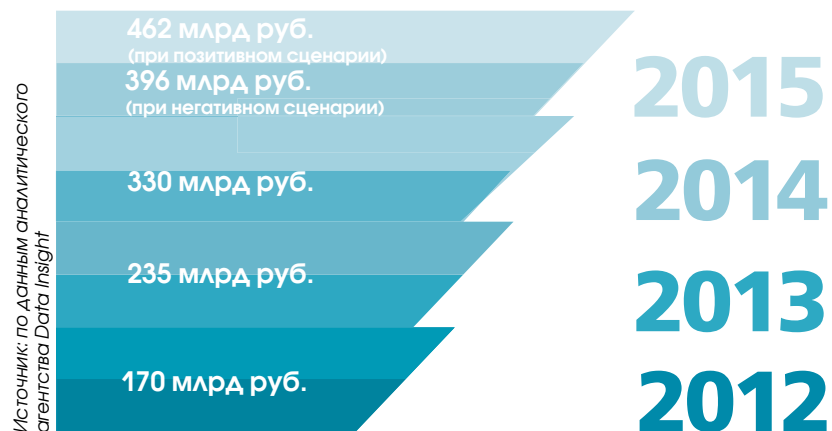 462 млрд руб.
(при позитивном сценарии)
396 млрд руб.
(при негативном сценарии)
2015
330 млрд руб.
2014
235 млрд руб.
2013
170 млрд руб.
2012
Источник: по данным аналитического
агентства Data Insight